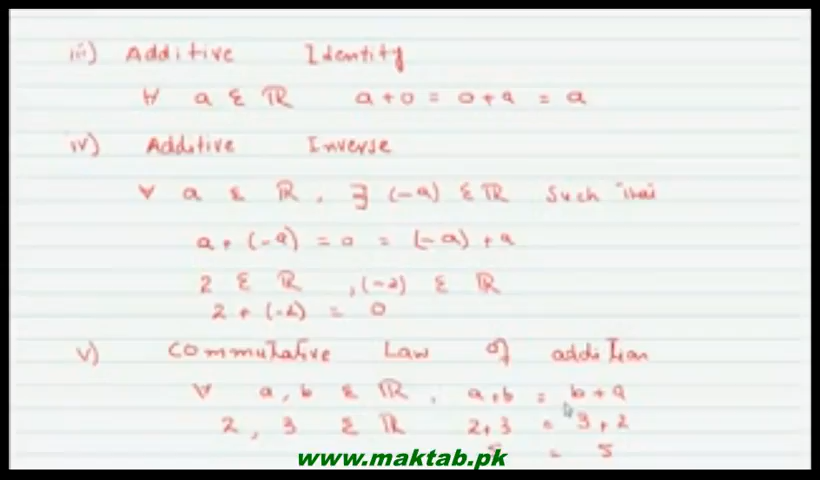 iii) Additive Identity
∀ a ∈ ℝ a + 0 = 0 + a = a
iv) Additive Inverse
∀ a ∈ ℝ, ∃ (-a) ∈ ℝ Such that
a + (-a) = 0 = (-a) + a
2 ∈ ℝ , (-2) ∈ ℝ
2 + (-2) = 0
v) Commutative Law of addition
∀ a, b ∈ ℝ, a + b = b + a
2, 3 ∈ ℝ 2 + 3 = 3 + 2
5 = 5
www.maktab.pk